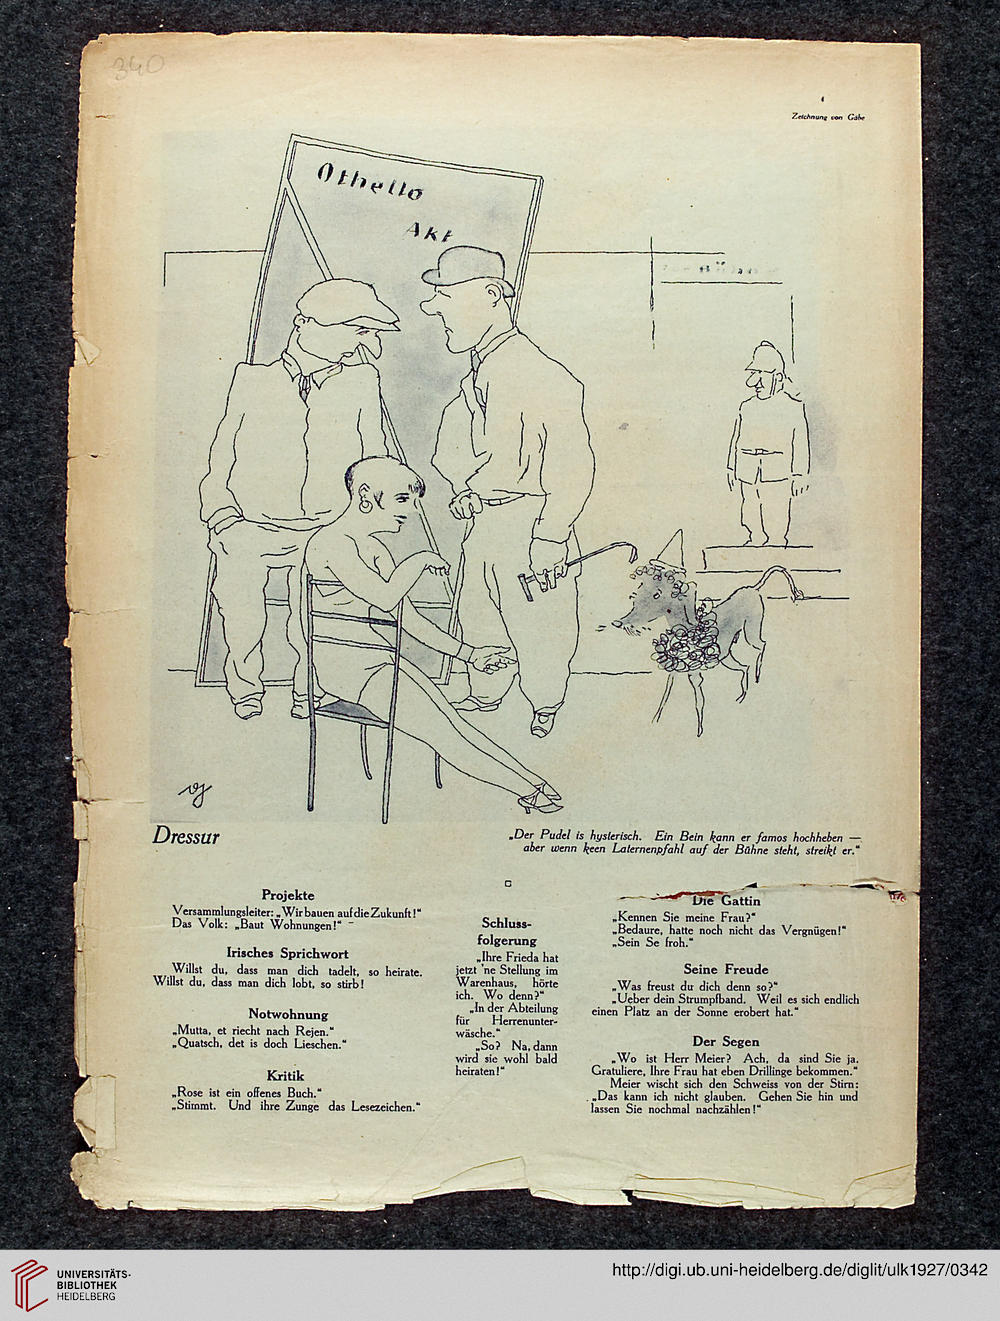 340
Zeichnung von Gäbe
Othello
Akt
Dressur
„Der Pudel is hysterisch. Ein Bein kann er famos hochheben —
aber wenn keen Laternenpfahl auf der Bühne steht, streikt er.“
Projekte
Versammlungsleiter: „Wir bauen auf die Zukunft!“
Das Volk: „Baut Wohnungen!“
Irisches Sprichwort
Willst du, dass man dich tadelt, so heirate.
Willst du, dass man dich lobt, so stirb!
Notwohnung
„Mutta, et riecht nach Rejen.“
„Quatsch, det is doch Lieschen.“
Kritik
„Rose ist ein offenes Buch.“
„Stimmt. Und ihre Zunge das Lesezeichen.“
Schluss-
folgerung
„Ihre Frieda hat
jetzt 'ne Stellung im
Warenhaus, hörte
ich. Wo denn?“
„In der Abteilung
für Herrenunter-
wäsche.“
„So? Na, dann
wird sie wohl bald
heiraten!“
Die Gattin
„Kennen Sie meine Frau?“
„Bedaure, hatte noch nicht das Vergnügen!“
„Sein Se froh.“
Seine Freude
„Was freust du dich denn so?“
„Ueber dein Strumpfband. Weil es sich endlich
einen Platz an der Sonne erobert hat.“
Der Segen
„Wo ist Herr Meier? Ach, da sind Sie ja.
Gratuliere, Ihre Frau hat eben Drillinge bekommen.“
Meier wischt sich den Schweiss von der Stirn:
„Das kann ich nicht glauben. Gehen Sie hin und
lassen Sie nochmal nachzählen!“
UNIVERSITÄTS-
BIBLIOTHEK
HEIDELBERG
http://digi.ub.uni-heidelberg.de/diglit/ulk1927/0342